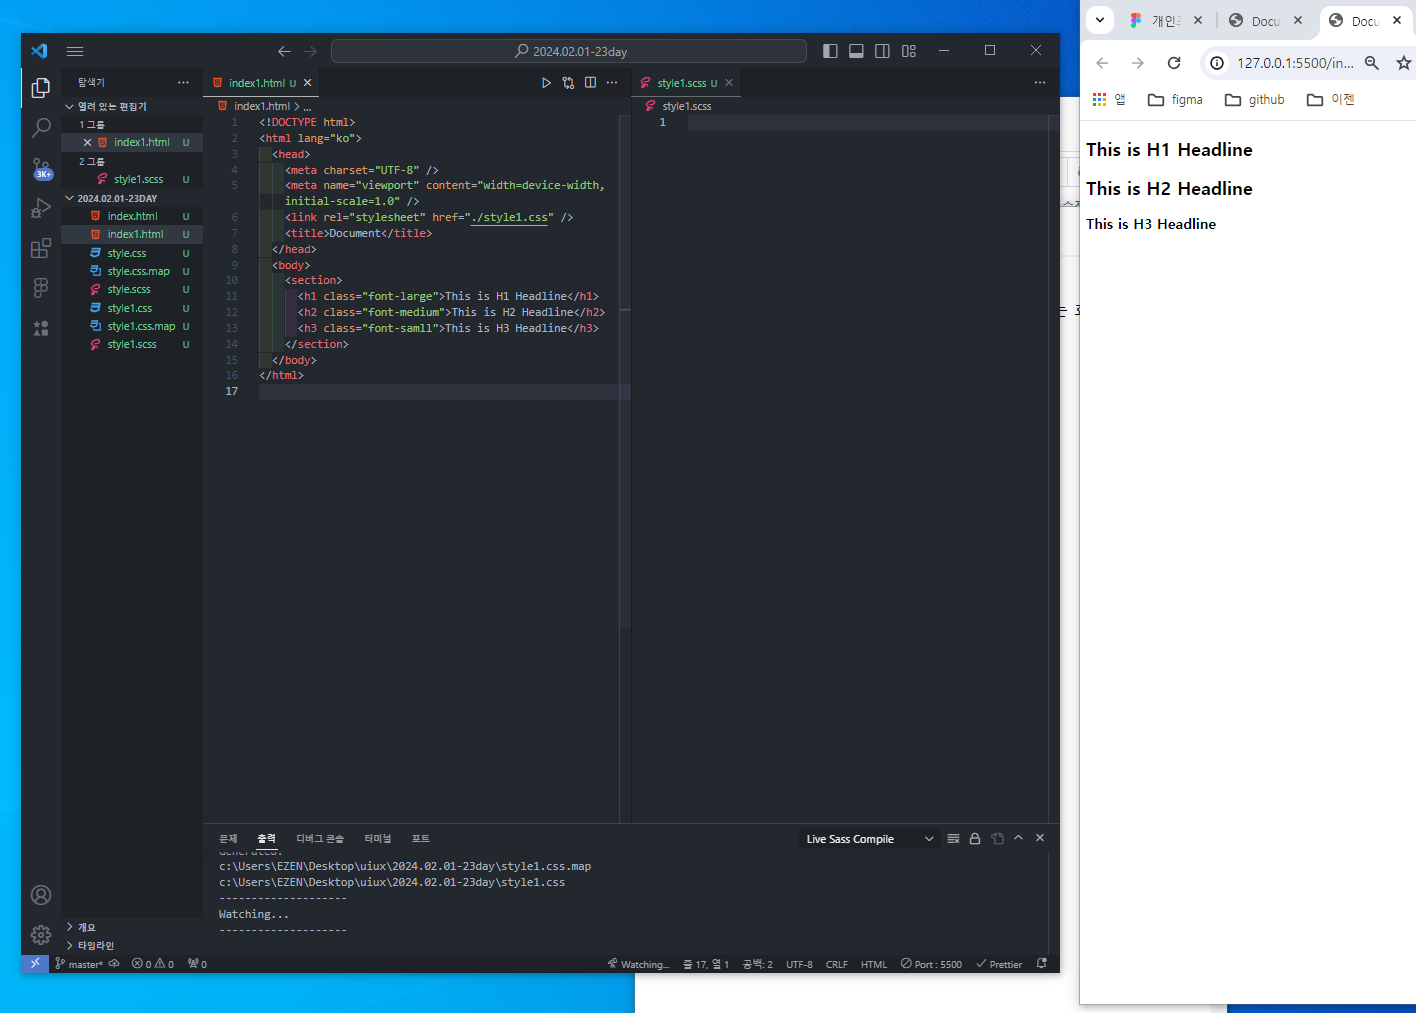 2024.02.01-23day
탐색기
열려 있는 편집기
1 그룹
index1.html U
2 그룹
style1.scss U
2024.02.01-23DAY
index.html U
index1.html U
style.css U
style.css.map U
style.scss U
style1.css U
style1.css.map U
style1.scss U
개요
타임라인
3K+
index1.html U
index1.html > ...
1 <!DOCTYPE html>
2 <html lang="ko">
3 <head>
4 <meta charset="UTF-8" />
5 <meta name="viewport" content="width=device-width,
initial-scale=1.0" />
6 <link rel="stylesheet" href="./style1.css" />
7 <title>Document</title>
8 </head>
9 <body>
10 <section>
11 <h1 class="font-large">This is H1 Headline</h1>
12 <h2 class="font-medium">This is H2 Headline</h2>
13 <h3 class="font-samll">This is H3 Headline</h3>
14 </section>
15 </body>
16 </html>
17
style1.scss U
style1.scss
1
문제 출력 디버그 콘솔 터미널 포트
Live Sass Compile
Generated:
c:\Users\EZEN\Desktop\uiux\2024.02.01-23day\style1.css.map
c:\Users\EZEN\Desktop\uiux\2024.02.01-23day\style1.css
--------------------
Watching...
--------------------
master* 0 0 0
Watching... 줄 17, 열 1 공백: 2 UTF-8 CRLF HTML Port : 5500 Prettier
Docu
Docu
127.0.0.1:5500/in...
앱 figma github 이젠
This is H1 Headline
This is H2 Headline
This is H3 Headline